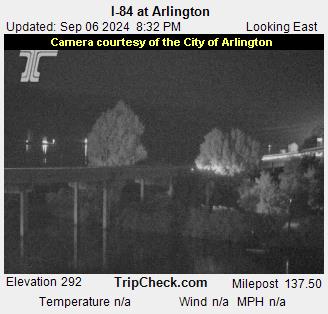 I-84 at Arlington
Updated: Sep 06 2024 8:32 PM Looking East
Camera courtesy of the City of Arlington
Elevation 292 TripCheck.com Milepost 137.50
Temperature n/a Wind n/a MPH n/a